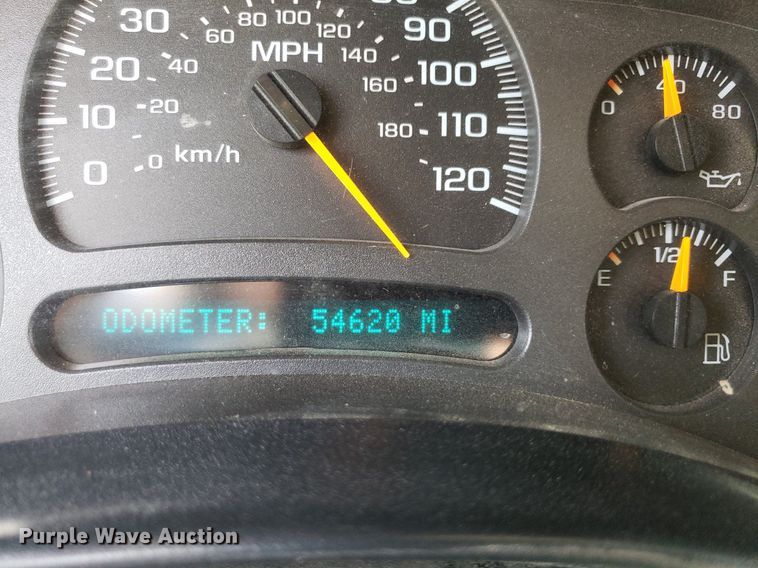 30 60 80 100 120 80 90
20 40 MPH 140 100
10 20 160
0 0 km/h 180 110
120
0 40 80
E 1/2 F
ODOMETER: 54620 MI
Purple Wave Auction